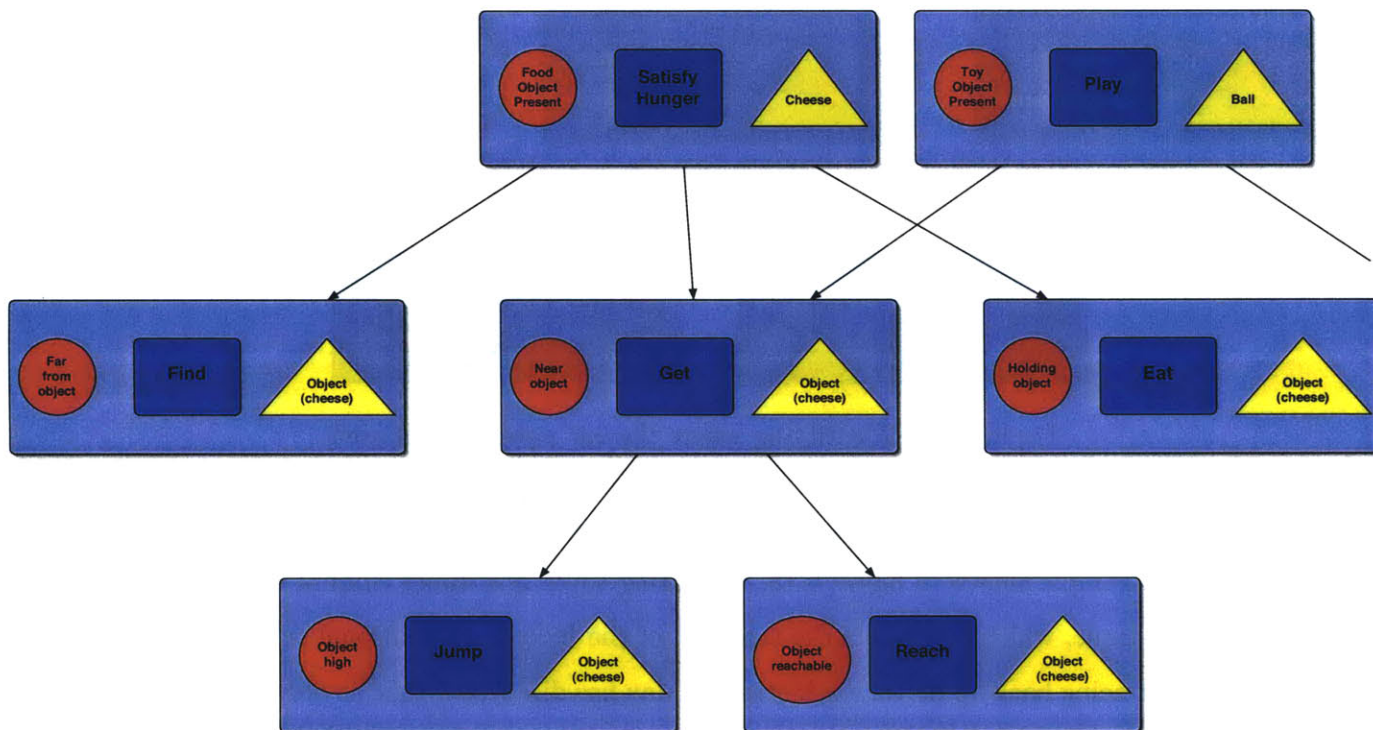 Food
Object
Present
Satisfy
Hunger
Cheese
Toy
Object
Present
Play
Ball
Far
from
object
Find
Object
(cheese)
Near
object
Get
Object
(cheese)
Holding
object
Eat
Object
(cheese)
Object
high
Jump
Object
(cheese)
Object
reachable
Reach
Object
(cheese)